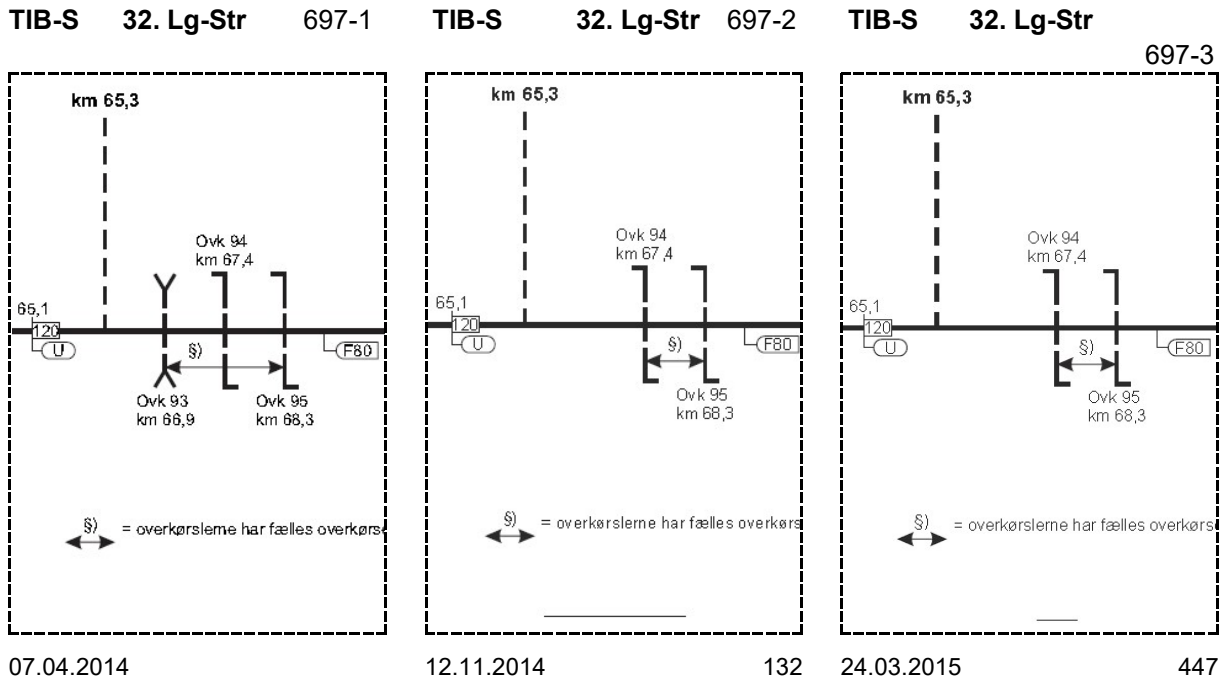 TIB-S 32. Lg-Str 697-1
km 65,3
Ovk 94
km 67,4
65,1
120
U
§)
F80
Ovk 93
km 66,9
Ovk 95
km 68,3
§) = overkørslerne har fælles overkørs
07.04.2014
TIB-S 32. Lg-Str 697-2
km 65,3
Ovk 94
km 67,4
65,1
120
U
§)
F80
Ovk 95
km 68,3
§) = overkørslerne har fælles overkørs
12.11.2014 132
TIB-S 32. Lg-Str
697-3
km 65,3
Ovk 94
km 67,4
65,1
120
U
§)
F80
Ovk 95
km 68,3
§) = overkørslerne har fælles overkørs
24.03.2015 447